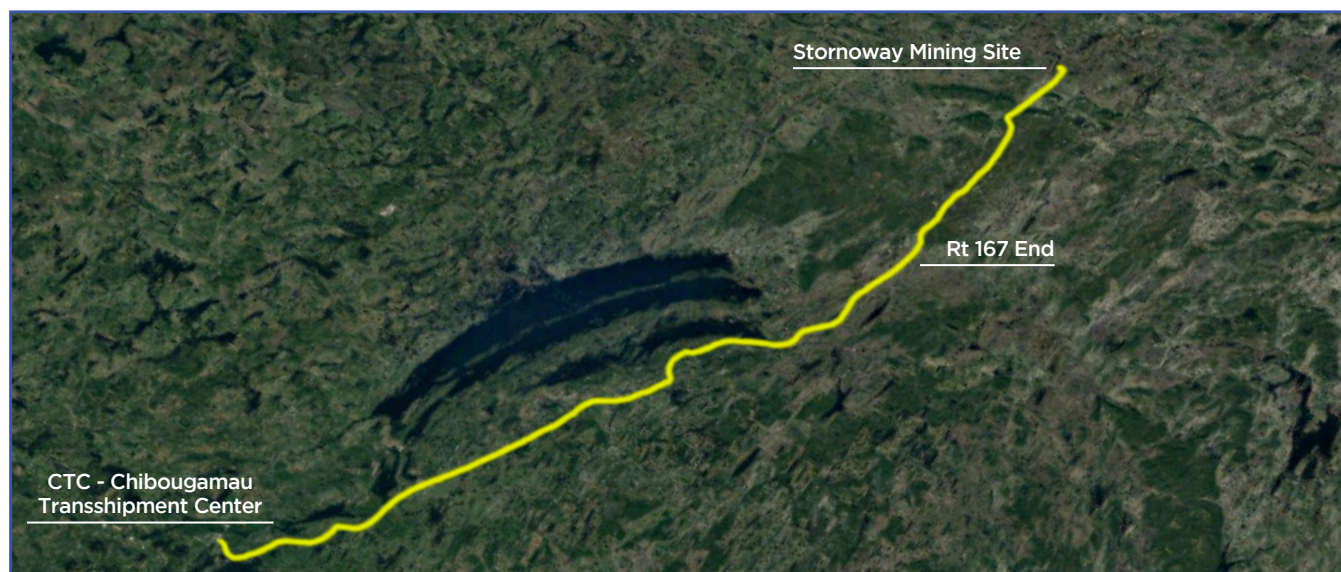 Stornoway Mining Site
Rt 167 End
CTC - Chibougamau
Transshipment Center